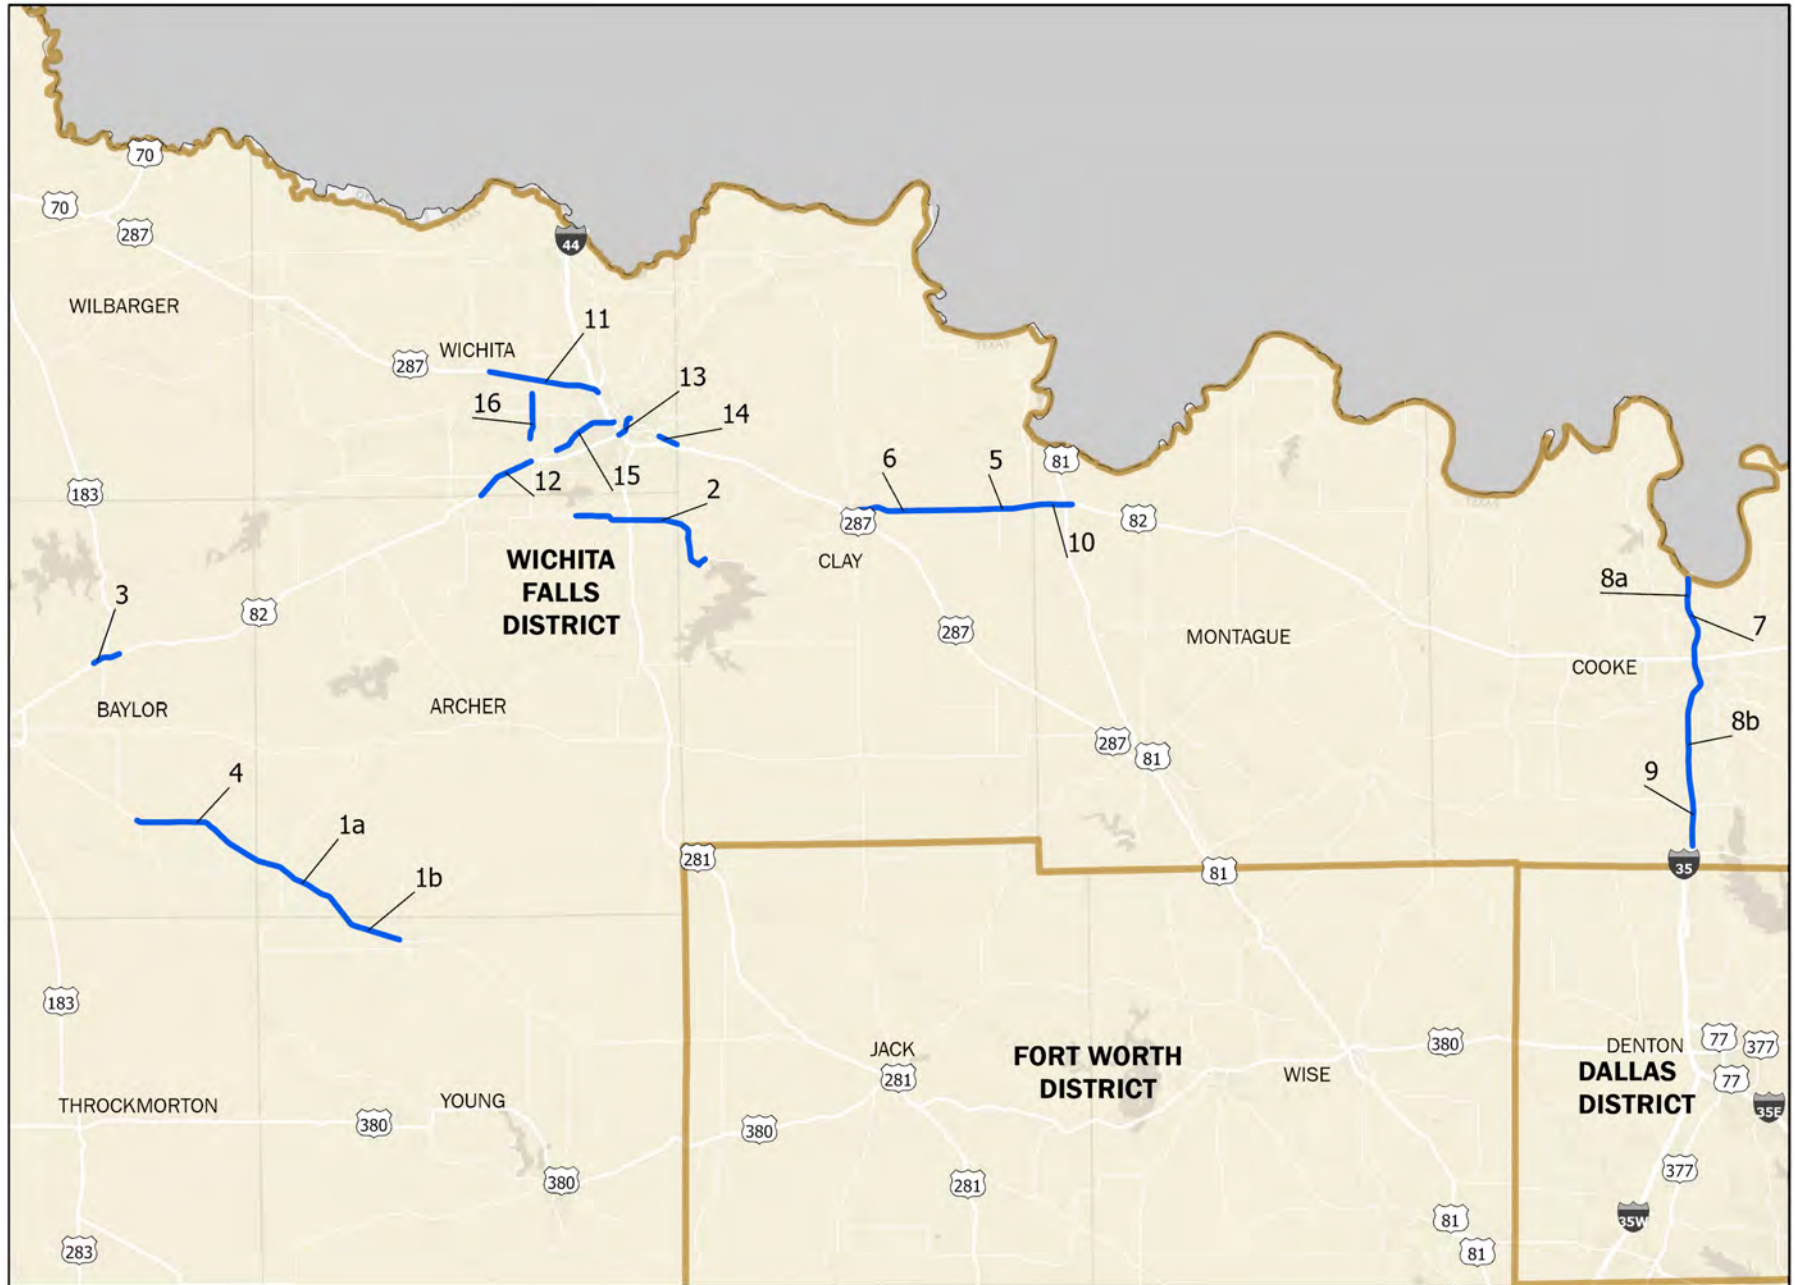 70
70
287
44
WILBARGER
TEXAS
11
WICHITA
287
TEXAS
13
16
14
183
12
15
6
5
81
2
287
82
10
WICHITA
FALLS
DISTRICT
CLAY
3
82
8a
7
287
MONTAGUE
COOKE
BAYLOR
ARCHER
8b
287
81
4
9
1a
281
81
35
1b
183
JACK
281
FORT WORTH
DISTRICT
WISE
380
DENTON
77
377
DALLAS
DISTRICT
77
35E
THROCKMORTON
YOUNG
380
380
380
281
377
35W
81
81
283